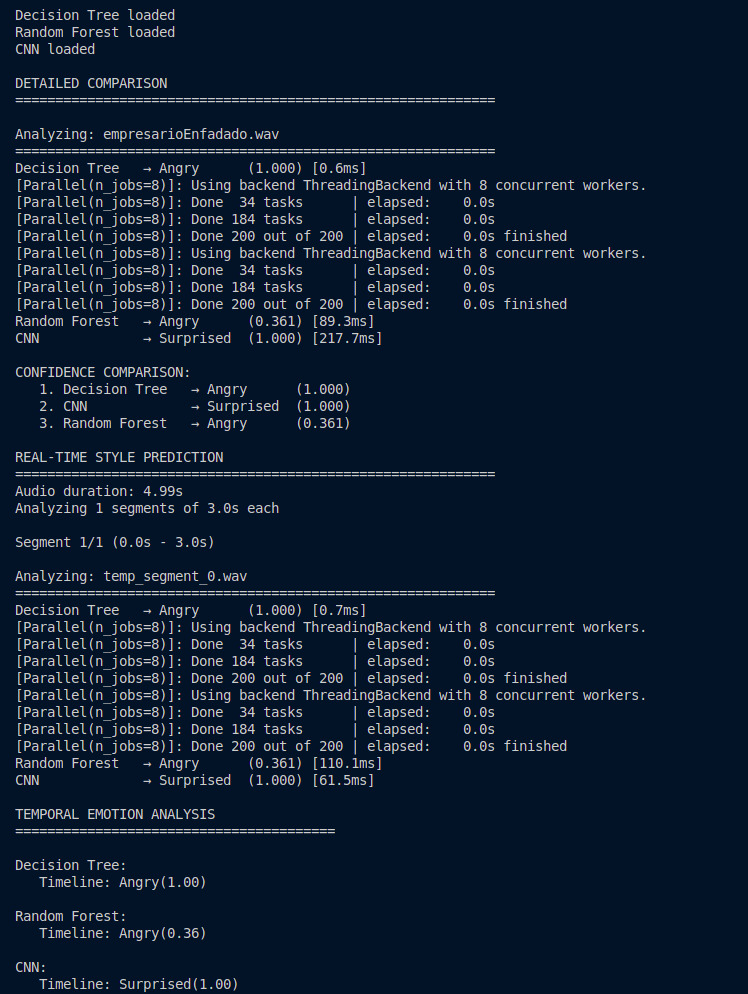 Decision Tree loaded
Random Forest loaded
CNN loaded
DETAILED COMPARISON
============================================================
Analyzing: empresarioEnfadado.wav
============================================================
Decision Tree   → Angry      (1.000) [0.6ms]
[Parallel(n_jobs=8)]: Using backend ThreadingBackend with 8 concurrent workers.
[Parallel(n_jobs=8)]: Done  34 tasks      | elapsed:    0.0s
[Parallel(n_jobs=8)]: Done 184 tasks      | elapsed:    0.0s
[Parallel(n_jobs=8)]: Done 200 out of 200 | elapsed:    0.0s finished
[Parallel(n_jobs=8)]: Using backend ThreadingBackend with 8 concurrent workers.
[Parallel(n_jobs=8)]: Done  34 tasks      | elapsed:    0.0s
[Parallel(n_jobs=8)]: Done 184 tasks      | elapsed:    0.0s
[Parallel(n_jobs=8)]: Done 200 out of 200 | elapsed:    0.0s finished
Random Forest   → Angry      (0.361) [89.3ms]
CNN             → Surprised  (1.000) [217.7ms]
CONFIDENCE COMPARISON:
   1. Decision Tree   → Angry      (1.000)
   2. CNN             → Surprised  (1.000)
   3. Random Forest   → Angry      (0.361)
REAL-TIME STYLE PREDICTION
============================================================
Audio duration: 4.99s
Analyzing 1 segments of 3.0s each
Segment 1/1 (0.0s - 3.0s)
Analyzing: temp_segment_0.wav
============================================================
Decision Tree   → Angry      (1.000) [0.7ms]
[Parallel(n_jobs=8)]: Using backend ThreadingBackend with 8 concurrent workers.
[Parallel(n_jobs=8)]: Done  34 tasks      | elapsed:    0.0s
[Parallel(n_jobs=8)]: Done 184 tasks      | elapsed:    0.0s
[Parallel(n_jobs=8)]: Done 200 out of 200 | elapsed:    0.0s finished
[Parallel(n_jobs=8)]: Using backend ThreadingBackend with 8 concurrent workers.
[Parallel(n_jobs=8)]: Done  34 tasks      | elapsed:    0.0s
[Parallel(n_jobs=8)]: Done 184 tasks      | elapsed:    0.0s
[Parallel(n_jobs=8)]: Done 200 out of 200 | elapsed:    0.0s finished
Random Forest   → Angry      (0.361) [110.1ms]
CNN             → Surprised  (1.000) [61.5ms]
TEMPORAL EMOTION ANALYSIS
========================================
Decision Tree:
   Timeline: Angry(1.00)
Random Forest:
   Timeline: Angry(0.36)
CNN:
   Timeline: Surprised(1.00)